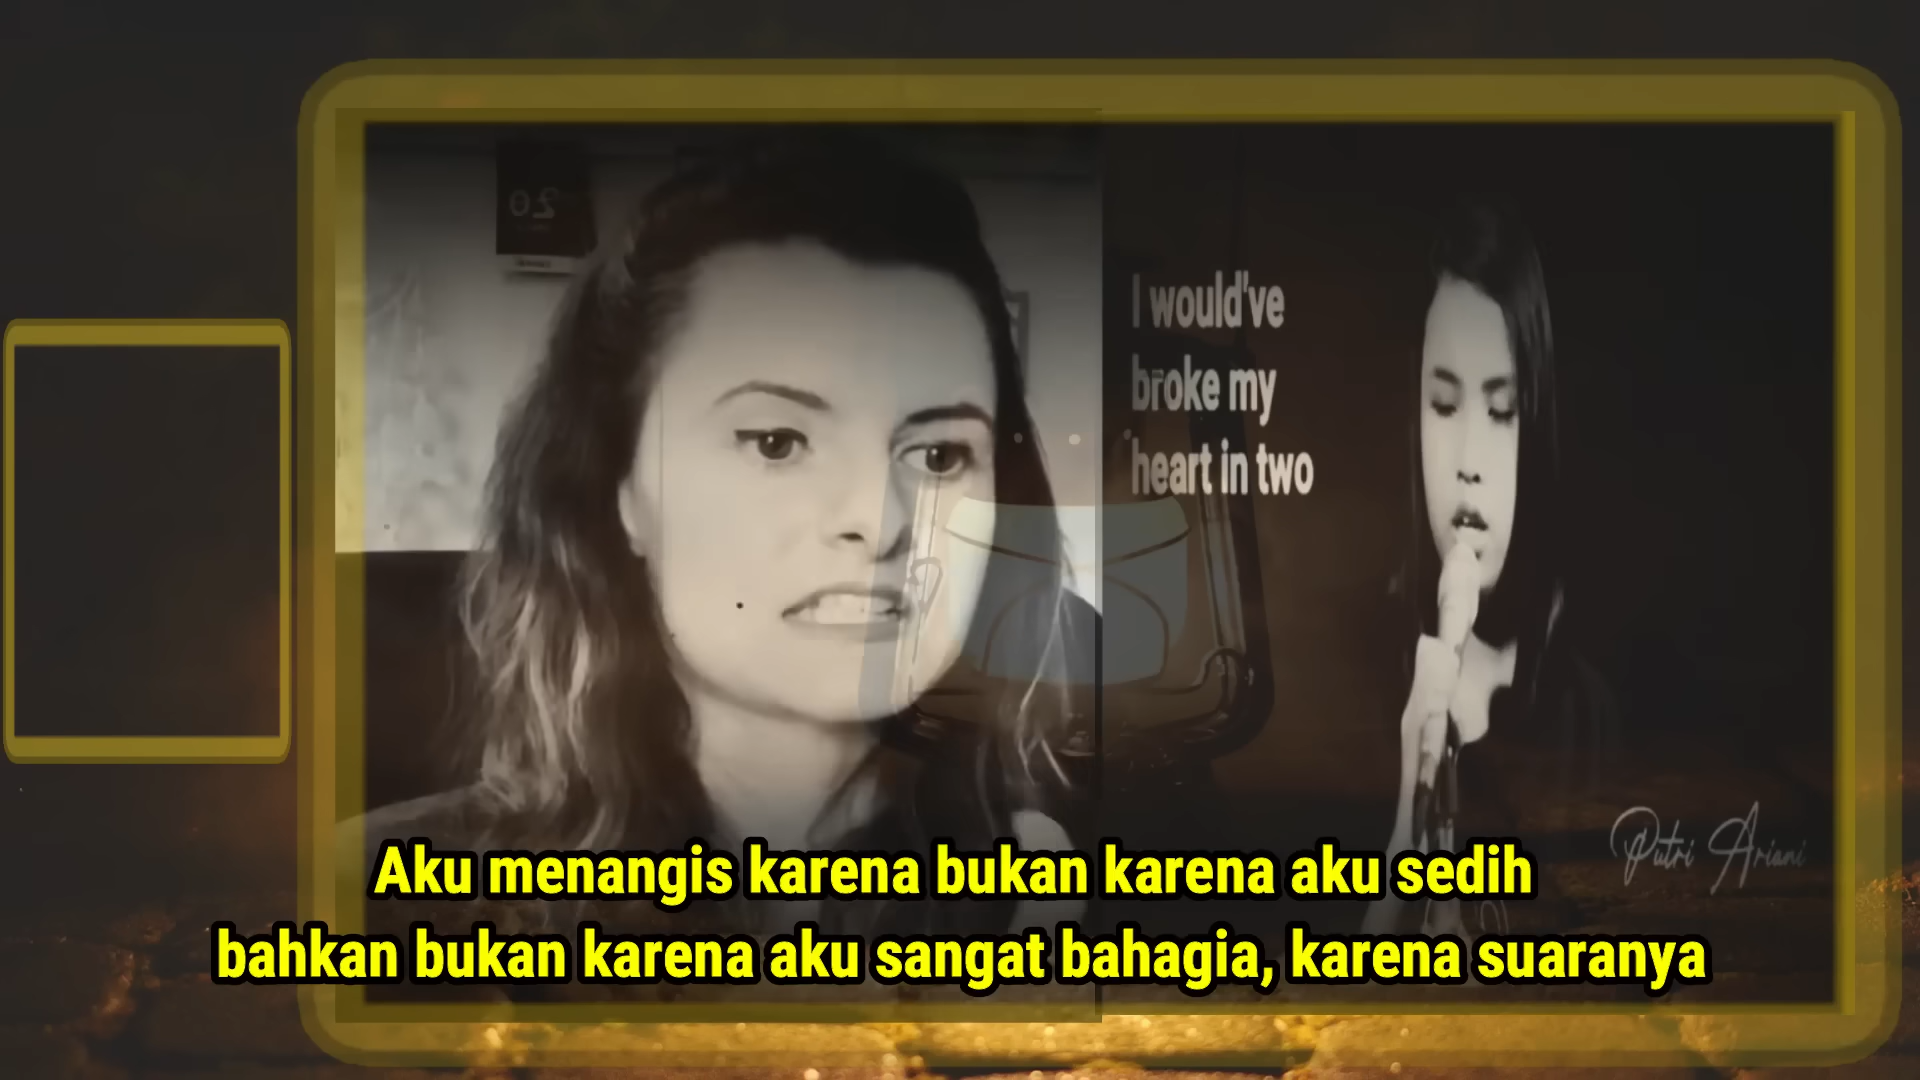 20
I would've
broke my
heart in two
Putri Ariani
Aku menangis karena bukan karena aku sedih
bahkan bukan karena aku sangat bahagia, karena suaranya